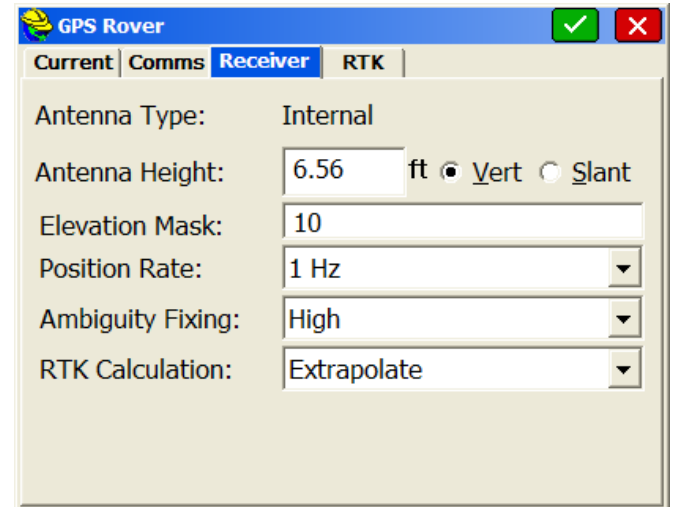 GPS Rover
Current Comms Receiver RTK
Antenna Type: Internal
Antenna Height: 6.56 ft Vert Slant
Elevation Mask: 10
Position Rate: 1 Hz
Ambiguity Fixing: High
RTK Calculation: Extrapolate